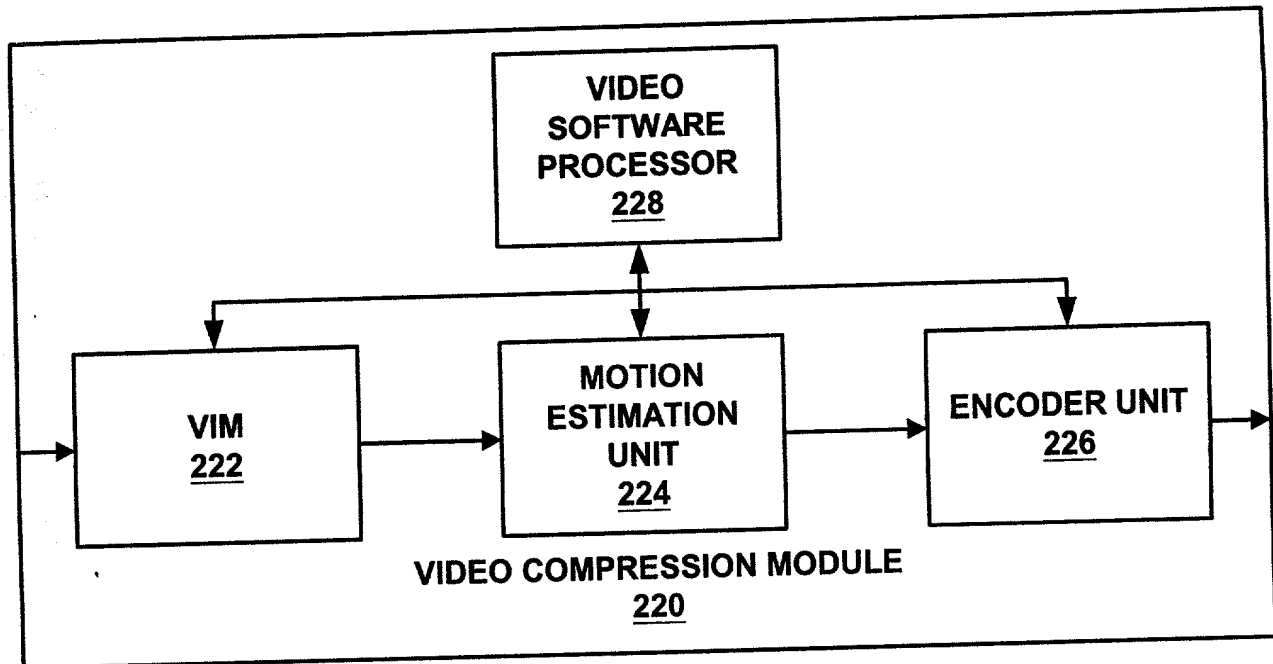 VIDEO
SOFTWARE
PROCESSOR
228
VIM
222
MOTION
ESTIMATION
UNIT
224
ENCODER UNIT
226
VIDEO COMPRESSION MODULE
220